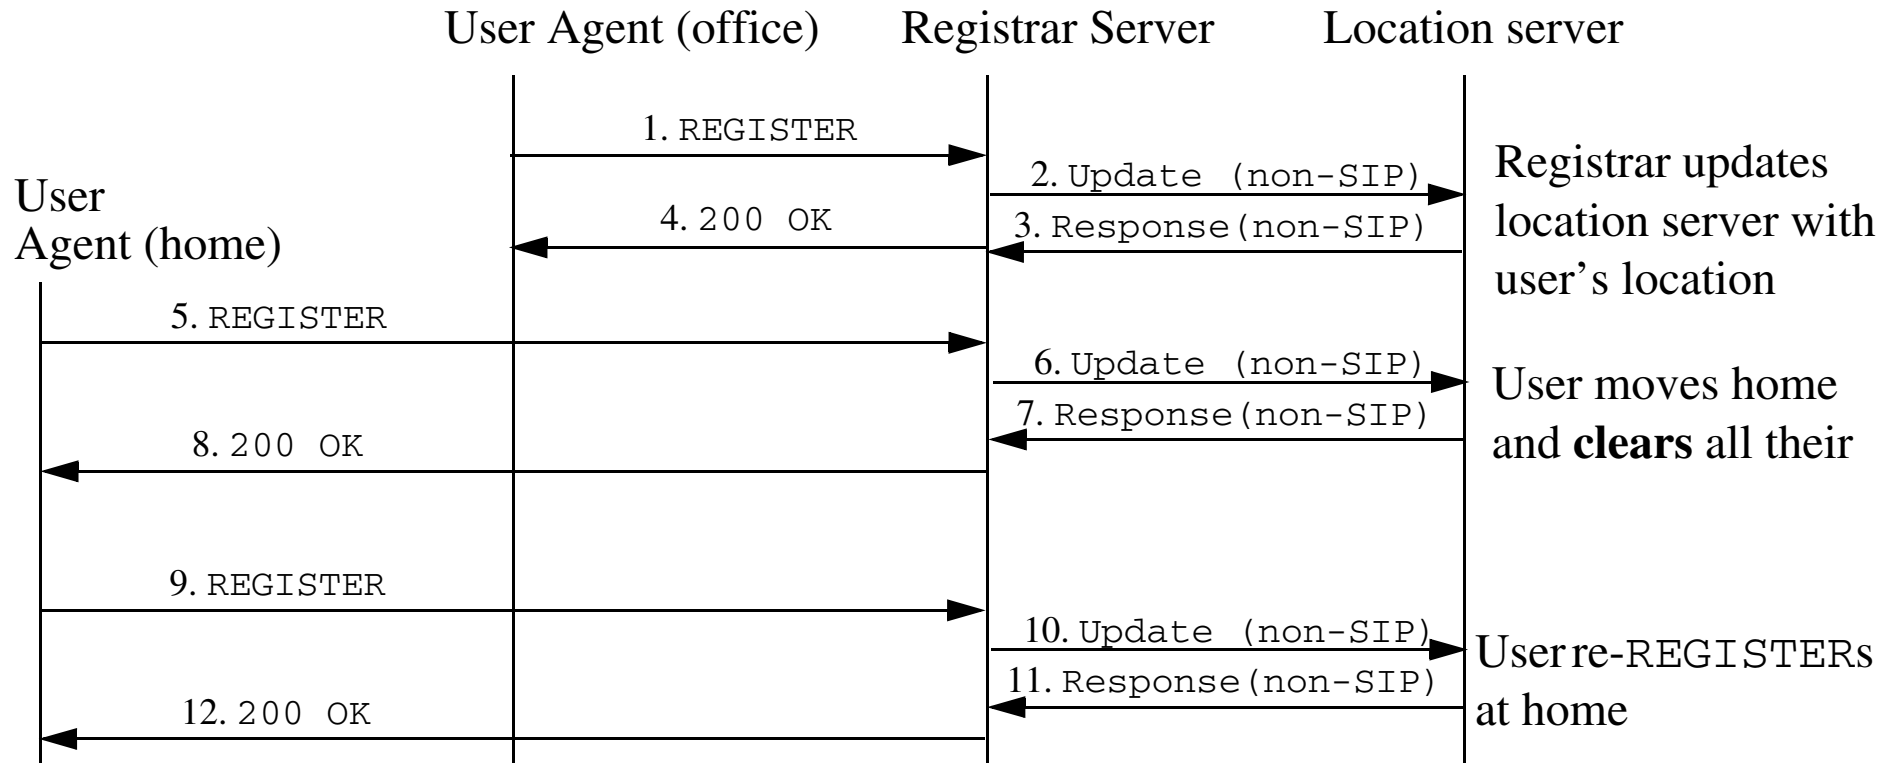 User Agent (office) Registrar Server Location server
1. REGISTER
2. Update (non-SIP)
3. Response(non-SIP)
4. 200 OK
Registrar updates
location server with
user's location
User
Agent (home)
5. REGISTER
6. Update (non-SIP)
7. Response(non-SIP)
8. 200 OK
User moves home
and clears all their
9. REGISTER
10. Update (non-SIP)
11. Response(non-SIP)
12. 200 OK
User re-REGISTERs
at home